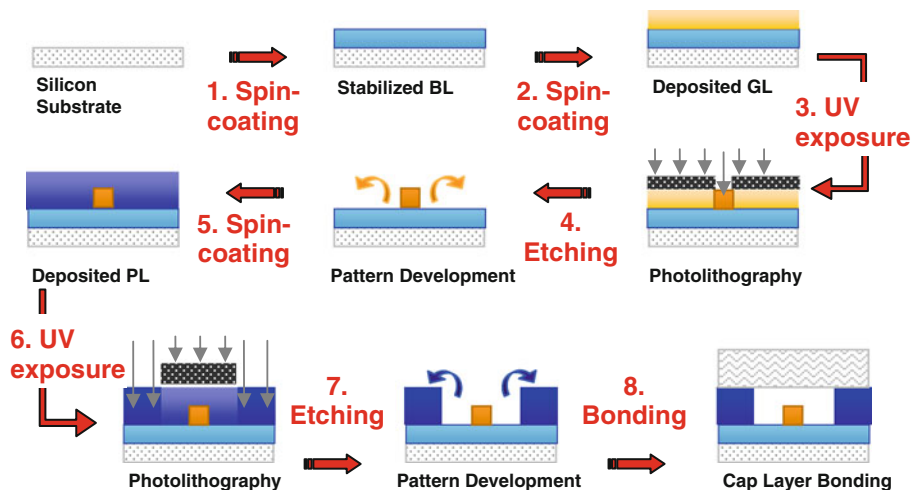 Silicon
Substrate
1. Spin-
coating
Stabilized BL
2. Spin-
coating
Deposited GL
3. UV
exposure
Photolithography
4.
Etching
Pattern Development
5. Spin-
coating
Deposited PL
6. UV
exposure
Photolithography
7.
Etching
Pattern Development
8.
Bonding
Cap Layer Bonding